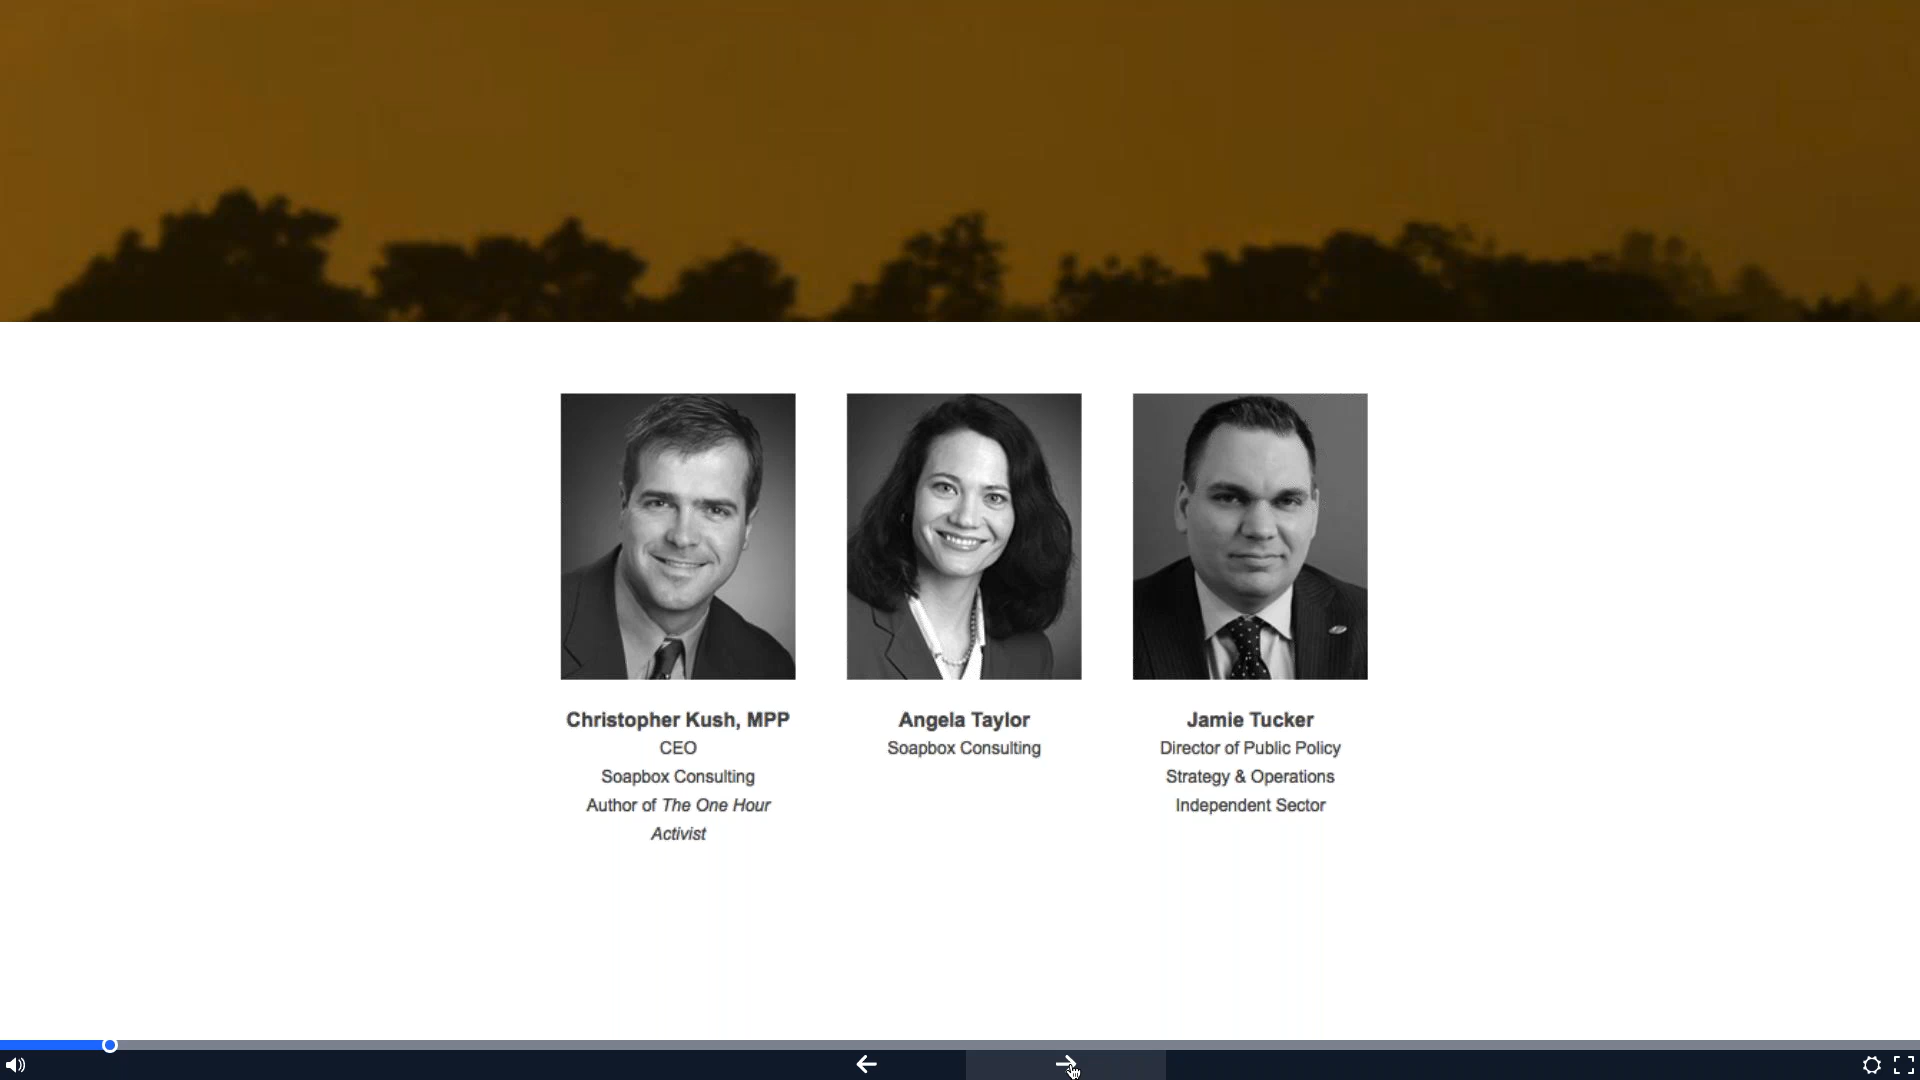 Christopher Kush, MPP
CEO
Soapbox Consulting
Author of The One Hour
Activist
Angela Taylor
Soapbox Consulting
Jamie Tucker
Director of Public Policy
Strategy & Operations
Independent Sector